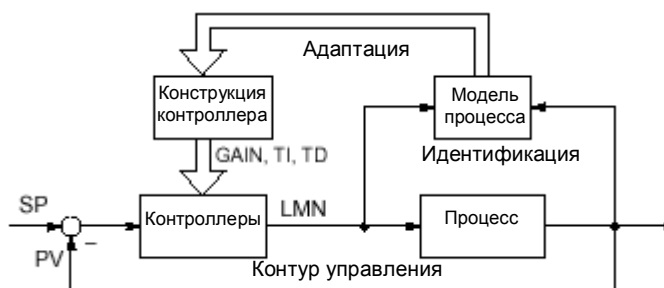 Адаптация
Конструкция
контроллера
Модель
процесса
GAIN, TI, TD
Идентификация
SP
Контроллеры
LMN
Процесс
PV
–
Контур управления